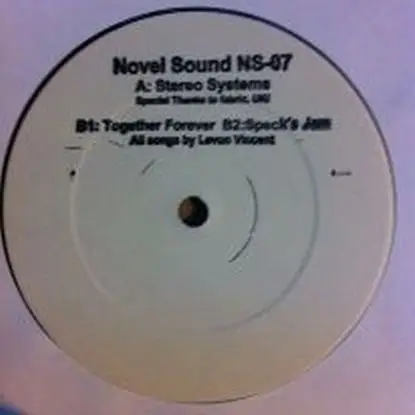 Novel Sound NS-07
A: Stereo Systems
Special Thanks to fabric, UK!
B1: Together Forever B2:Speck's Jam
All songs by Levon Vincent